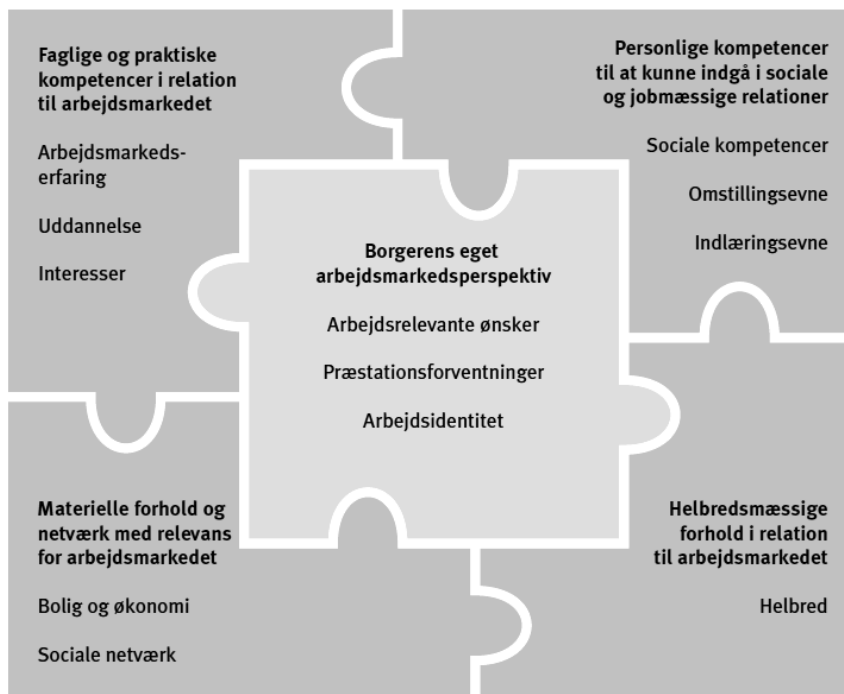 Faglige og praktiske
kompetencer i relation
til arbejdsmarkedet
Arbejdsmarkeds-
erfaring
Uddannelse
Interesser
Personlige kompetencer
til at kunne indgå i sociale
og jobmæssige relationer
Sociale kompetencer
Omstillingsevne
Indlæringsevne
Borgerens eget
arbejdsmarkedsperspektiv
Arbejdsrelevante ønsker
Præstationsforventninger
Arbejdsidentitet
Materielle forhold og
netværk med relevans
for arbejdsmarkedet
Bolig og økonomi
Sociale netværk
Helbredsmæssige
forhold i relation
til arbejdsmarkedet
Helbred